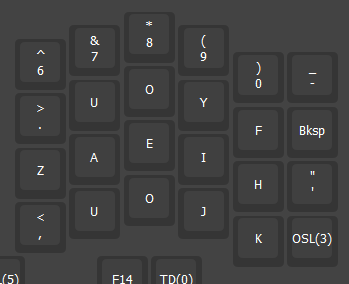 ^
6
&
7
*
8
(
9
)
0
_
-
>
.
U
O
Y
F
Bksp
Z
A
E
I
H
"
'
<
,
U
O
J
K
OSL(3)
(5)
F14
TD(0)